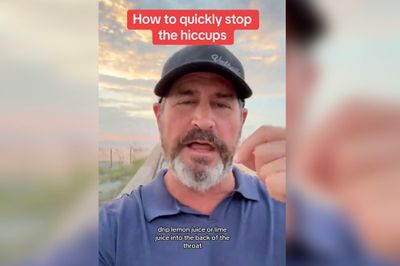 How to quickly stop
the hiccups
drip lemon juice or lime
juice into the back of the
throat